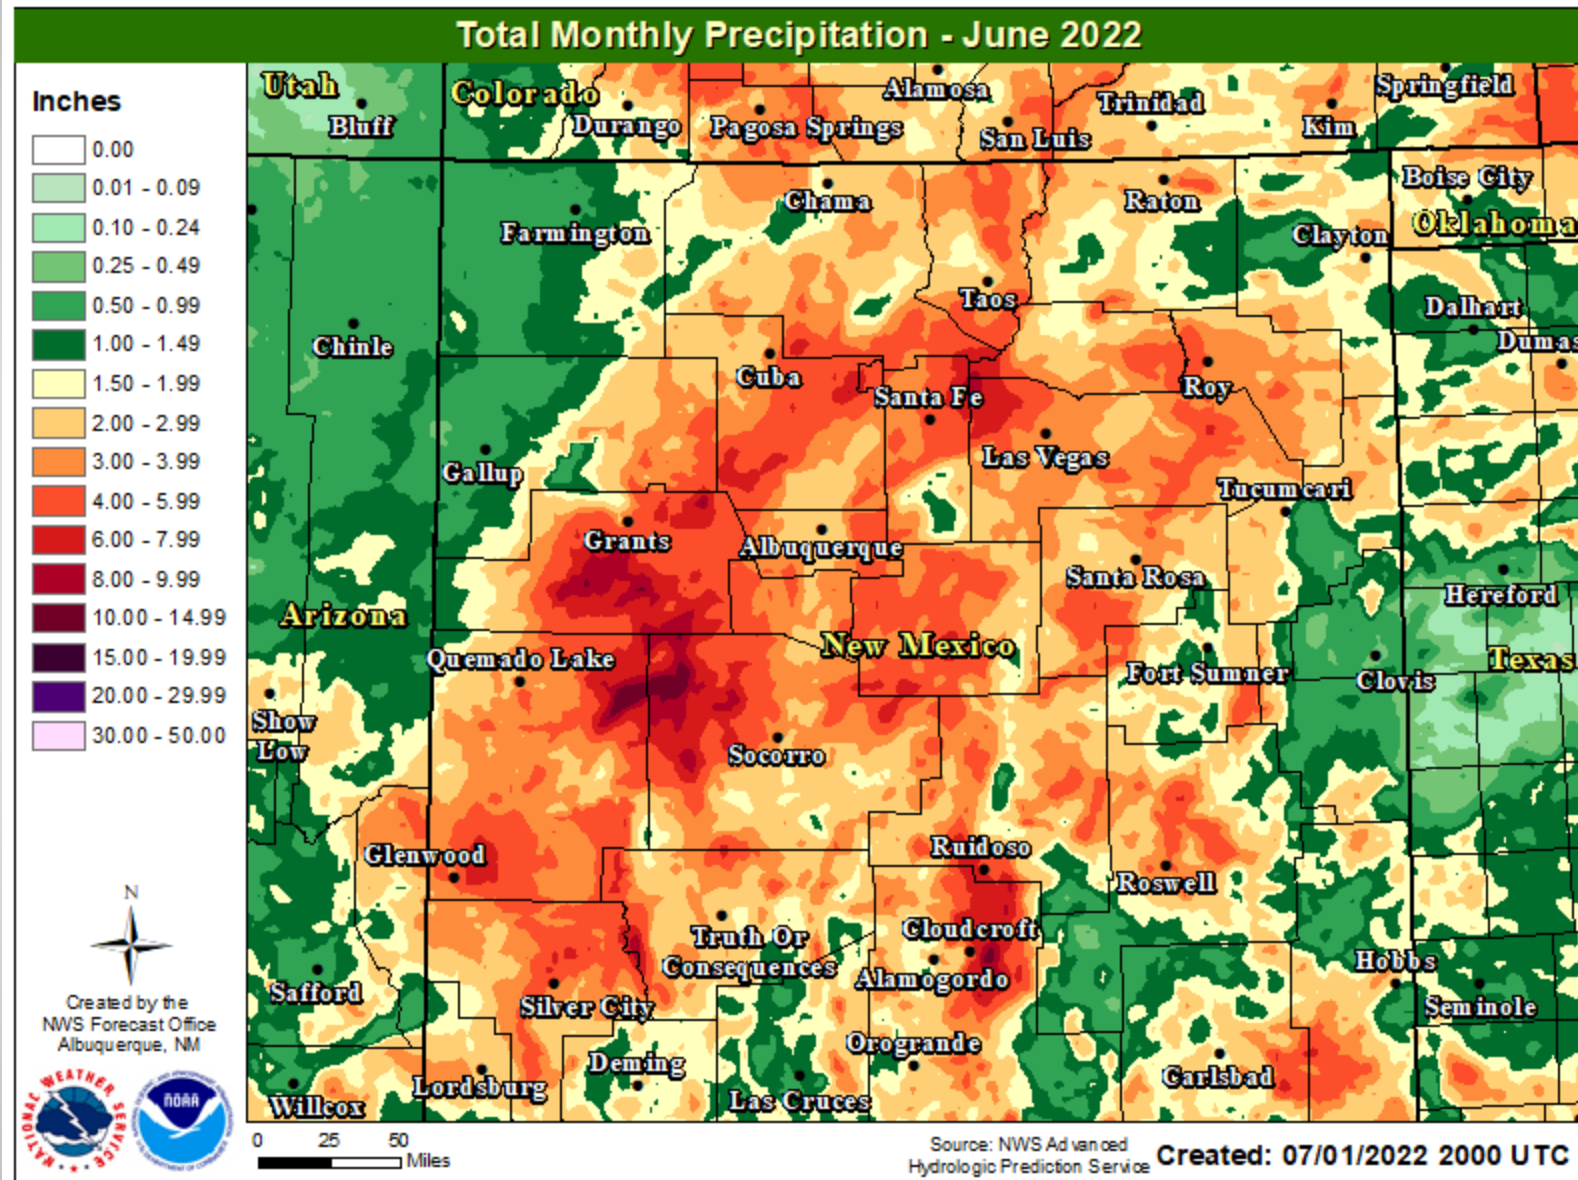 Total Monthly Precipitation - June 2022
Inches
0.00
0.01 - 0.09
0.10 - 0.24
0.25 - 0.49
0.50 - 0.99
1.00 - 1.49
1.50 - 1.99
2.00 - 2.99
3.00 - 3.99
4.00 - 5.99
6.00 - 7.99
8.00 - 9.99
10.00 - 14.99
15.00 - 19.99
20.00 - 29.99
30.00 - 50.00
N
Created by the
NWS Forecast Office
Albuquerque, NM
NATIONAL WEATHER SERVICE
NOAA
Utah
Bluff
Colorado
Durango
Pagosa Springs
Alamosa
San Luis
Trinidad
Kim
Springfield
Farmington
Chama
Raton
Clayton
Boise City
Oklahoma
Taos
Dalhart
Dumas
Chinle
Cuba
Santa Fe
Roy
Gallup
Las Vegas
Tucumcari
Grants
Albuquerque
Santa Rosa
Hereford
Arizona
New Mexico
Texas
Quemado Lake
Fort Sumner
Clovis
Show
Low
Socorro
Glenwood
Ruidoso
Roswell
Truth Or
Consequences
Cloudcroft
Alamogordo
Hobbs
Safford
Silver City
Seminole
Orogrande
Deming
Carlsbad
Lordsburg
Las Cruces
Willcox
0 25 50
Miles
Source: NWS Advanced
Hydrologic Prediction Service
Created: 07/01/2022 2000 UTC